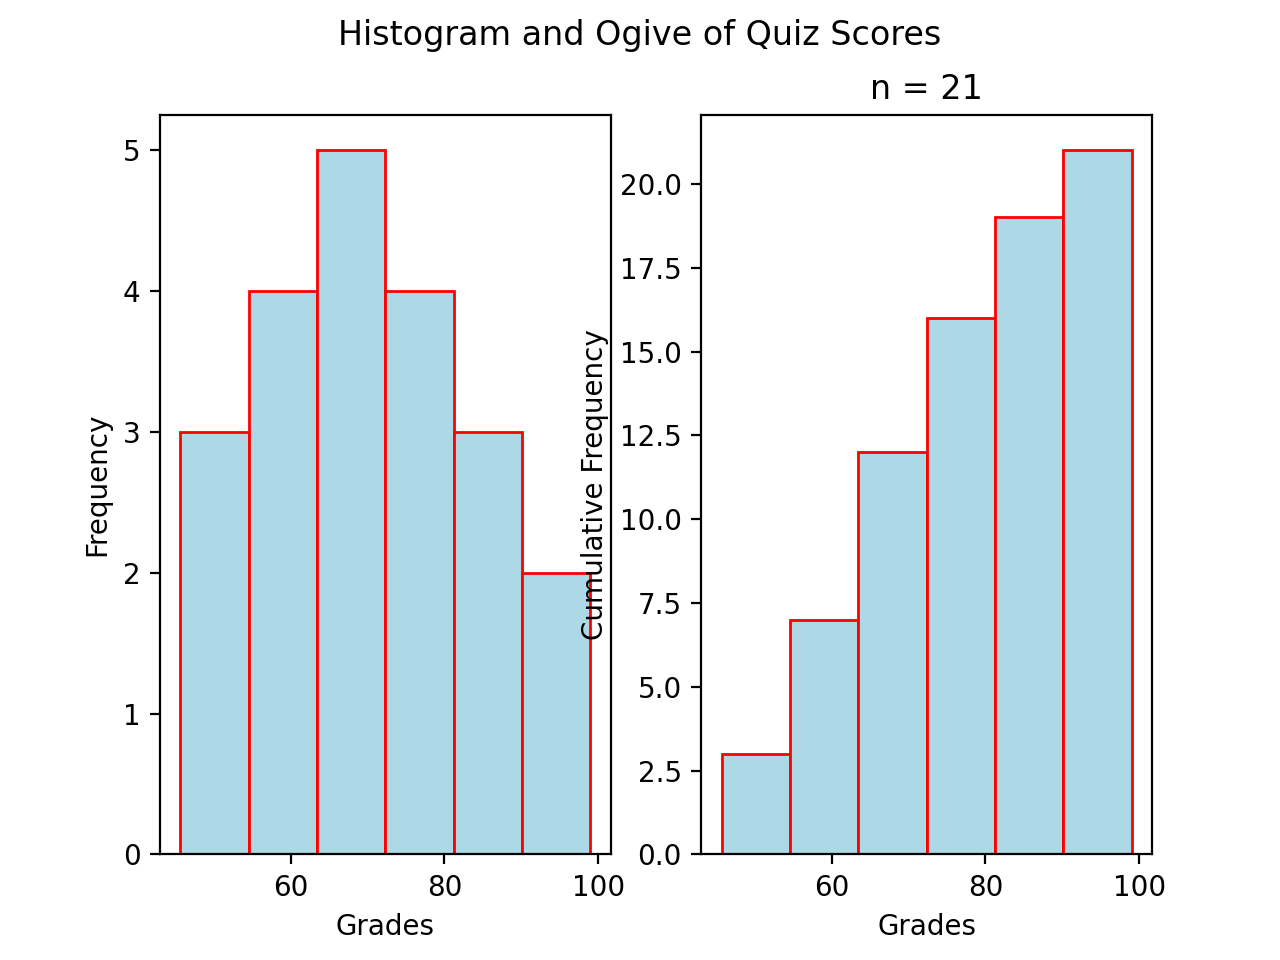 Histogram and Ogive of Quiz Scores
n = 21
5
4
3
2
1
0
Frequency
60 80 100
Grades
20.0
17.5
15.0
12.5
10.0
7.5
5.0
2.5
0.0
Cumulative Frequency
60 80 100
Grades